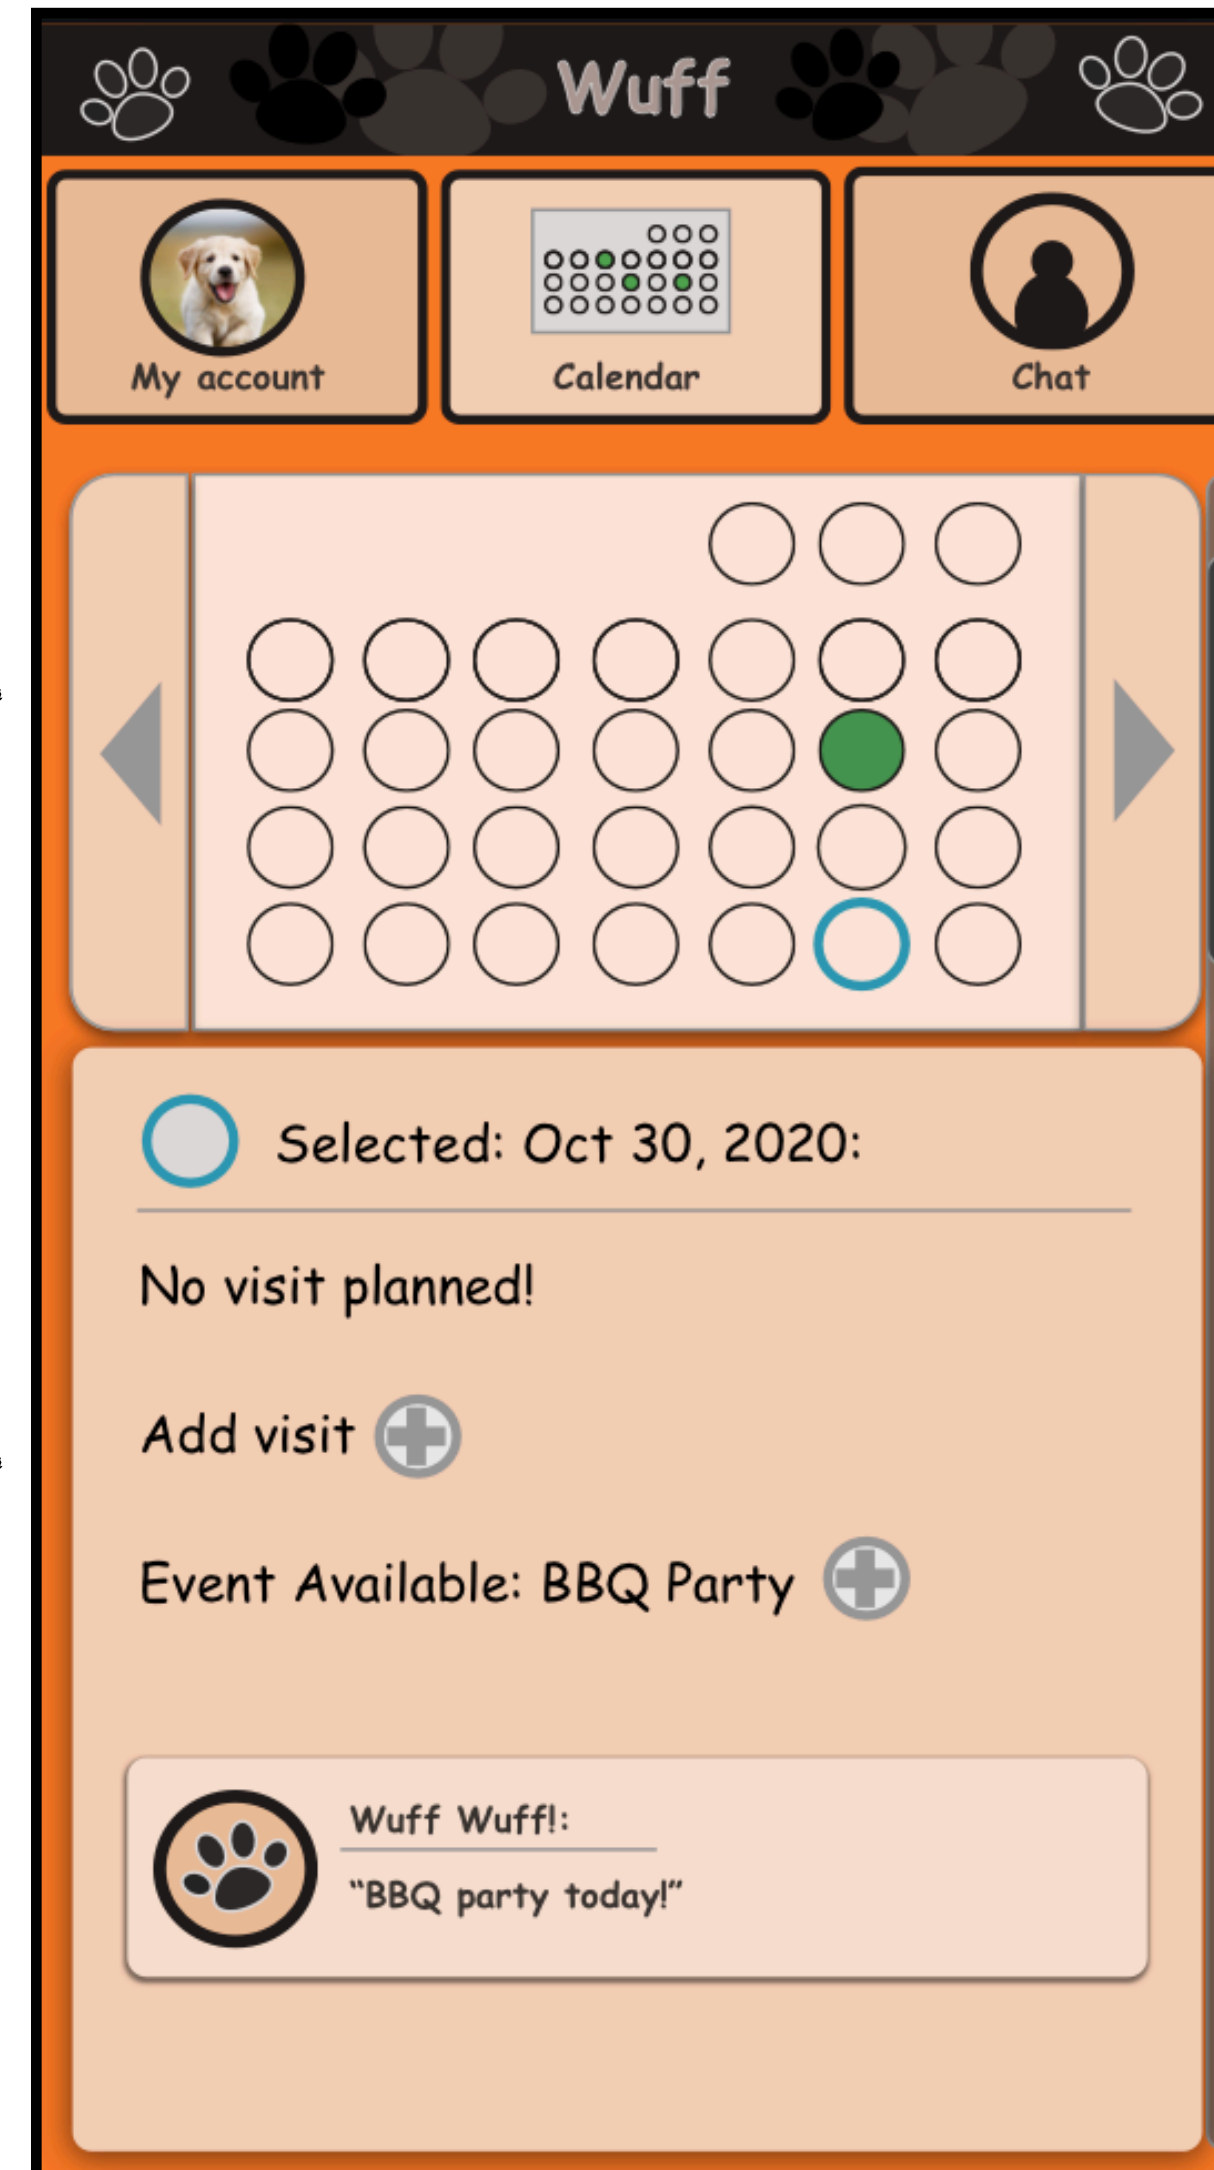 Wuff
My account
Calendar
Chat
Selected: Oct 30, 2020:
No visit planned!
Add visit
Event Available: BBQ Party
Wuff Wuff!:
“BBQ party today!”